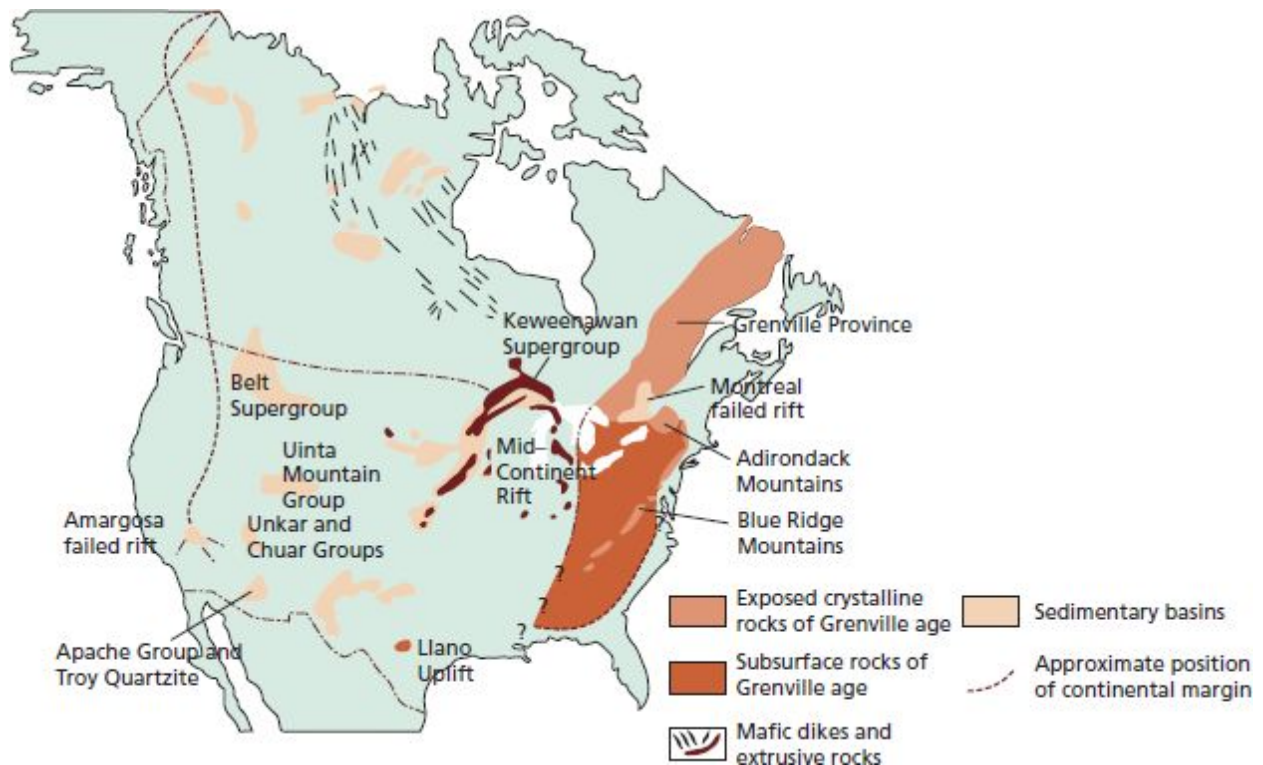 Keweenawan
Supergroup
Grenville Province
Belt
Supergroup
Montreal
failed rift
Uinta
Mountain
Group
Mid–
Continent
Rift
Adirondack
Mountains
Amargosa
failed rift
Unkar and
Chuar Groups
Blue Ridge
Mountains
?
?
?
Apache Group and
Troy Quartzite
Llano
Uplift
Exposed crystalline
rocks of Grenville age
Sedimentary basins
Subsurface rocks of
Grenville age
Approximate position
of continental margin
Mafic dikes and
extrusive rocks